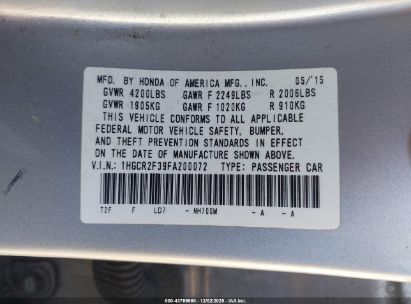 MFD. BY HONDA OF AMERICA MFG., INC. 05/15
GVWR 4200LBS GAWR F 2249LBS R 2006LBS
GVWR 1905KG GAWR F 1020KG R 910KG
THIS VEHICLE CONFORMS TO ALL APPLICABLE
FEDERAL MOTOR VEHICLE SAFETY, BUMPER,
AND THEFT PREVENTION STANDARDS IN EFFECT
ON THE DATE OF MANUFACTURE SHOWN ABOVE.
V.I.N.: 1HGCR2F39FA200072 TYPE: PASSENGER CAR
T2F F LD7 - NH700M - A - A